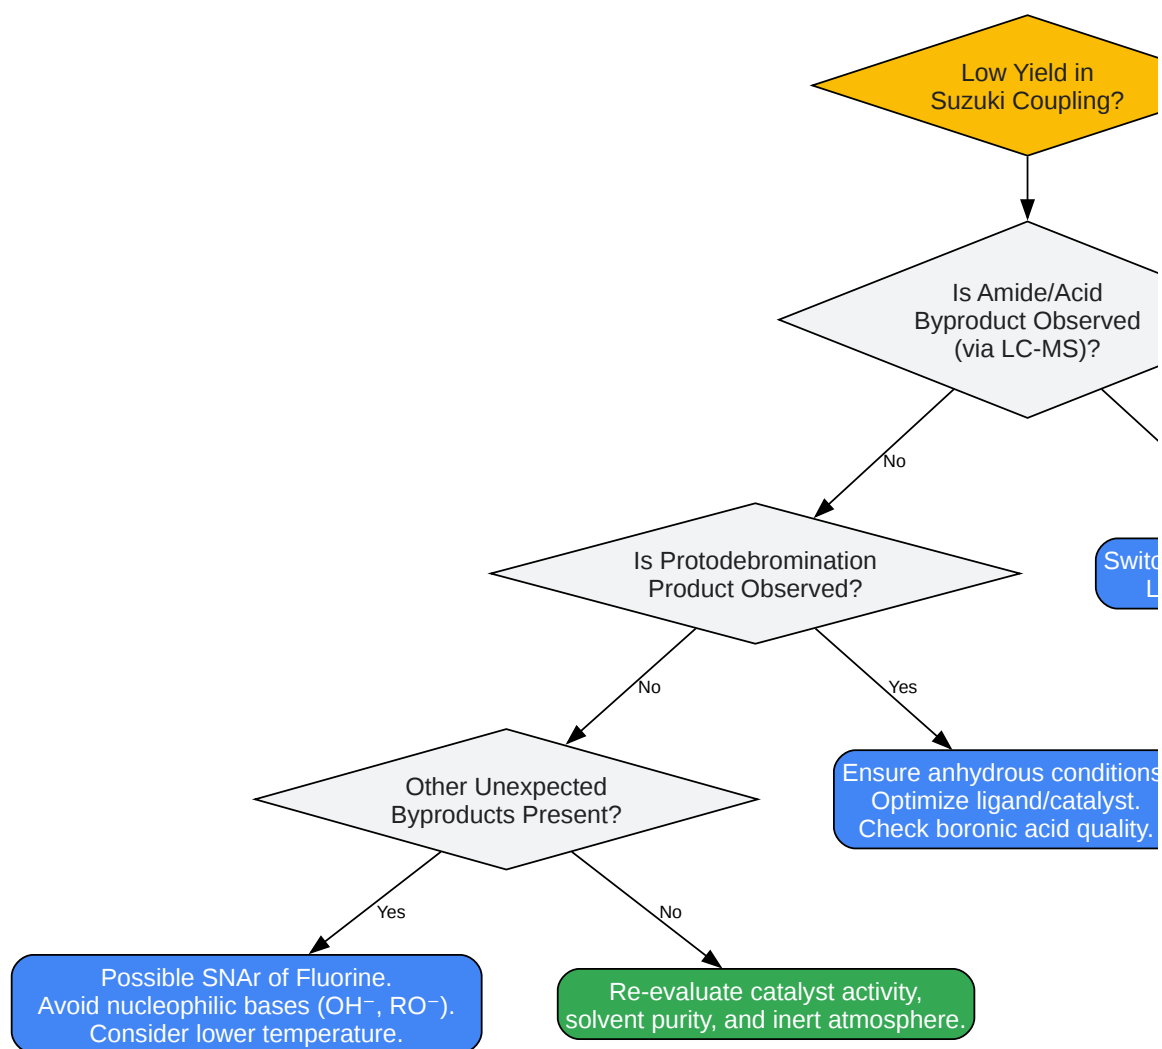 Low Yield in
Suzuki Coupling?
Is Amide/Acid
Byproduct Observed
(via LC-MS)?
No
Is Protodebromination
Product Observed?
No
Yes
Other Unexpected
Byproducts Present?
Ensure anhydrous conditions
Optimize ligand/catalyst.
Check boronic acid quality.
Yes
No
Possible SNAr of Fluorine.
Avoid nucleophilic bases (OH⁻, RO⁻).
Consider lower temperature.
Re-evaluate catalyst activity,
solvent purity, and inert atmosphere.